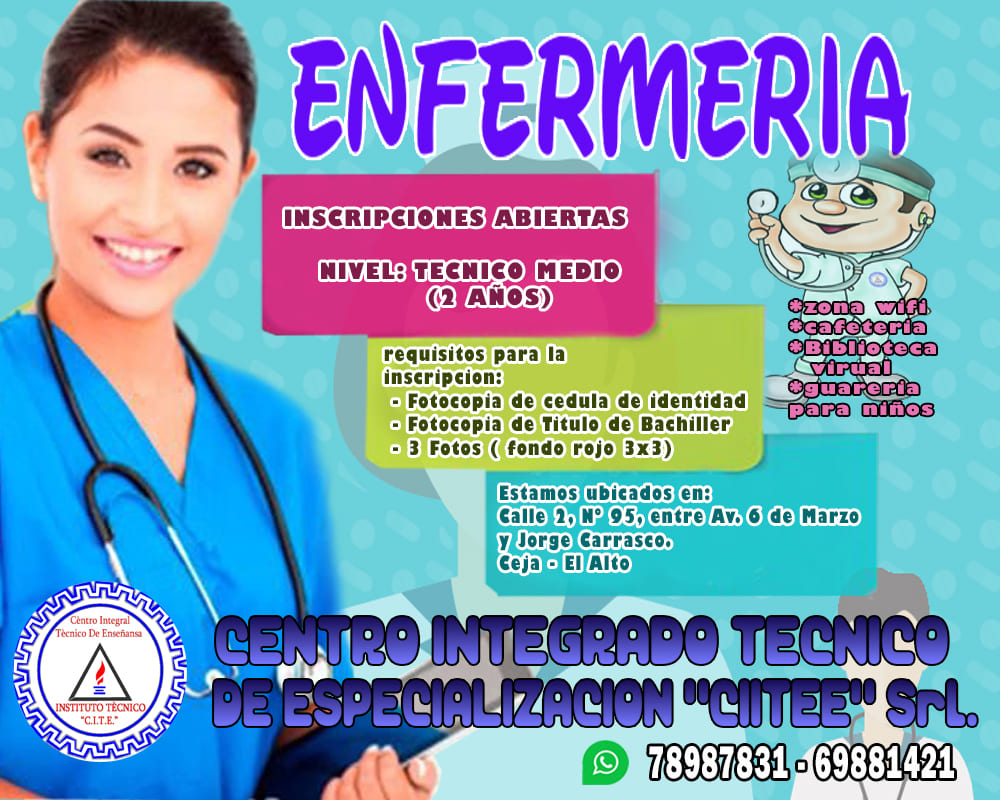 ENFERMERIA
INSCRIPCIONES ABIERTAS
NIVEL: TECNICO MEDIO
(2 AÑOS)
*zona wifi
*cafeteria
*Biblioteca
virual
*guareria
para niños
requisitos para la
inscripcion:
- Fotocopia de cedula de identidad
- Fotocopia de Titulo de Bachiller
- 3 Fotos ( fondo rojo 3x3)
Estamos ubicados en:
Calle 2, N° 95, entre Av. 6 de Marzo
y Jorge Carrasco.
Ceja - El Alto
Cèntro Integral
Tècnico De Enseñansa
INSTITUTO TÈCNICO
"C.I.T.E."
CENTRO INTEGRADO TECNICO
DE ESPECIALIZACION "CIITEE" SrL.
78987831 - 69881421